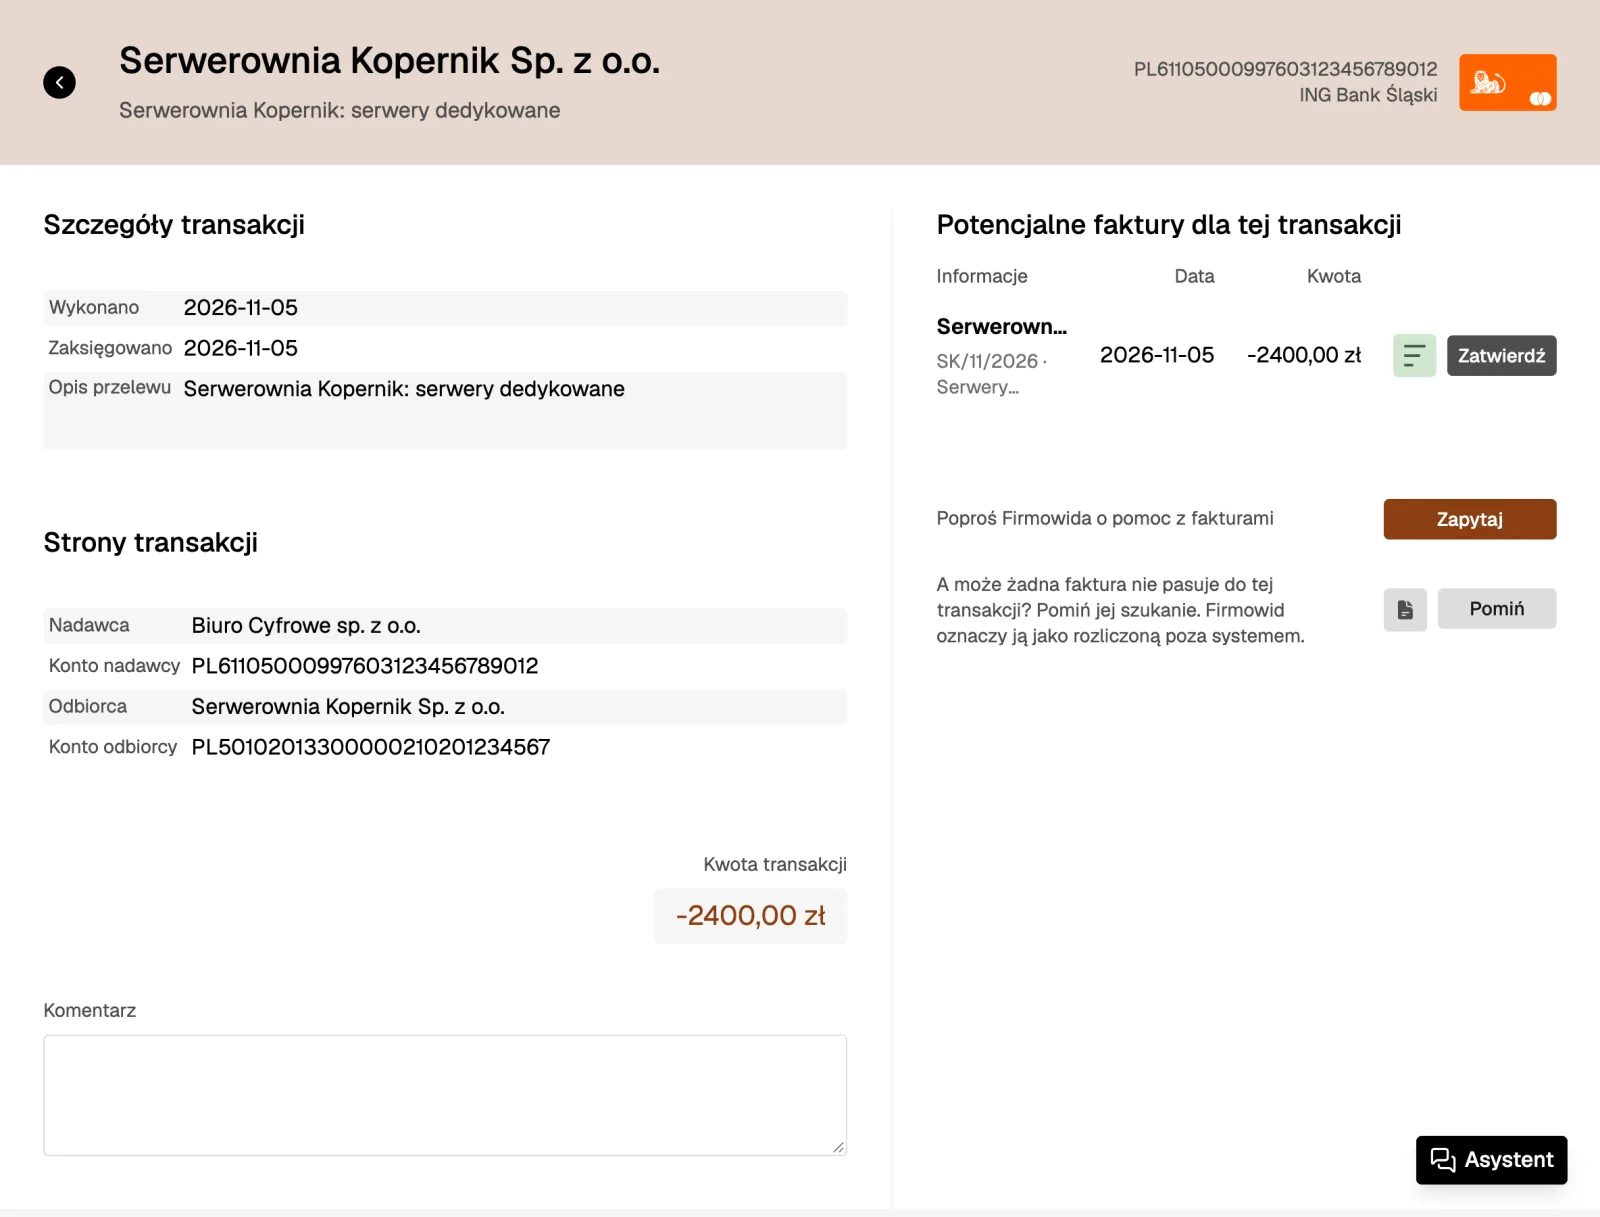 Serwerownia Kopernik Sp. z o.o.
Serwerownia Kopernik: serwery dedykowane
PL61105000997603123456789012
ING Bank Śląski
Szczegóły transakcji
Wykonano 2026-11-05
Zaksięgowano 2026-11-05
Opis przelewu Serwerownia Kopernik: serwery dedykowane
Strony transakcji
Nadawca Biuro Cyfrowe sp. z o.o.
Konto nadawcy PL61105000997603123456789012
Odbiorca Serwerownia Kopernik Sp. z o.o.
Konto odbiorcy PL50102013300000210201234567
Kwota transakcji
-2400,00 zł
Komentarz
Potencjalne faktury dla tej transakcji
Informacje Data Kwota
Serwerown...
SK/11/2026 ·
Serwery...
2026-11-05 -2400,00 zł Zatwierdź
Poproś Firmowida o pomoc z fakturami Zapytaj
A może żadna faktura nie pasuje do tej
transakcji? Pomiń jej szukanie. Firmowid
oznaczy ją jako rozliczoną poza systemem.
Pomiń
Asystent